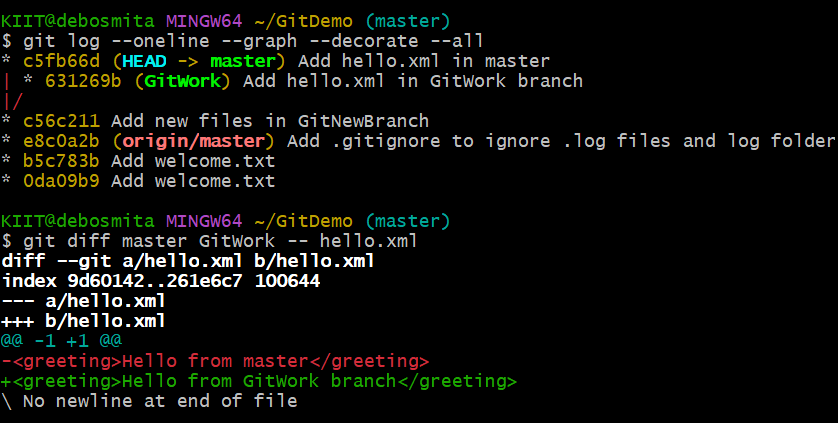 KIIT@debosmita MINGW64 ~/GitDemo (master)
$ git log --oneline --graph --decorate --all
* c5fb66d (HEAD -> master) Add hello.xml in master
| * 631269b (GitWork) Add hello.xml in GitWork branch
|/
* c56c211 Add new files in GitNewBranch
* e8c0a2b (origin/master) Add .gitignore to ignore .log files and log folder
* b5c783b Add welcome.txt
* 0da09b9 Add welcome.txt
KIIT@debosmita MINGW64 ~/GitDemo (master)
$ git diff master GitWork -- hello.xml
diff --git a/hello.xml b/hello.xml
index 9d60142..261e6c7 100644
--- a/hello.xml
+++ b/hello.xml
@@ -1 +1 @@
-<greeting>Hello from master</greeting>
+<greeting>Hello from GitWork branch</greeting>
\ No newline at end of file